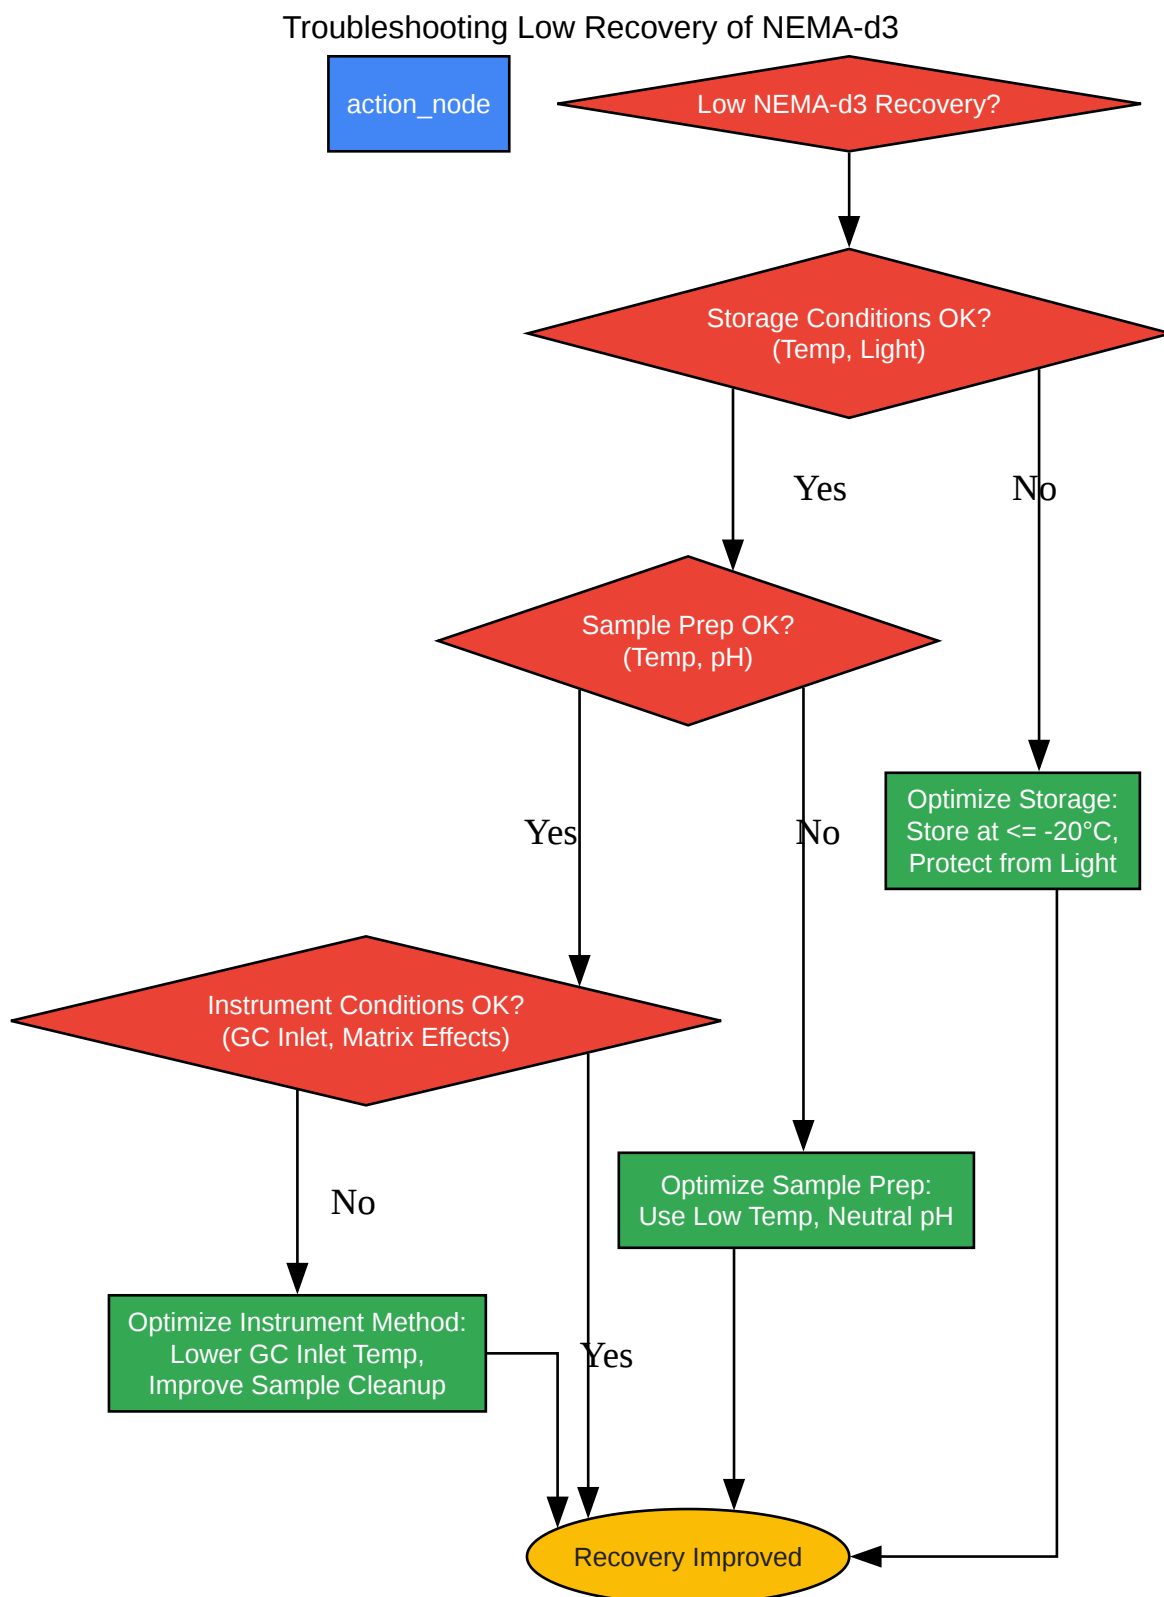 Troubleshooting Low Recovery of NEMA-d3
action_node
Low NEMA-d3 Recovery?
Storage Conditions OK?
(Temp, Light)
Yes
No
Sample Prep OK?
(Temp, pH)
Optimize Storage:
Store at <= -20°C,
Protect from Light
Yes
No
Instrument Conditions OK?
(GC Inlet, Matrix Effects)
Optimize Sample Prep:
Use Low Temp, Neutral pH
No
Optimize Instrument Method:
Lower GC Inlet Temp,
Improve Sample Cleanup
Yes
Recovery Improved